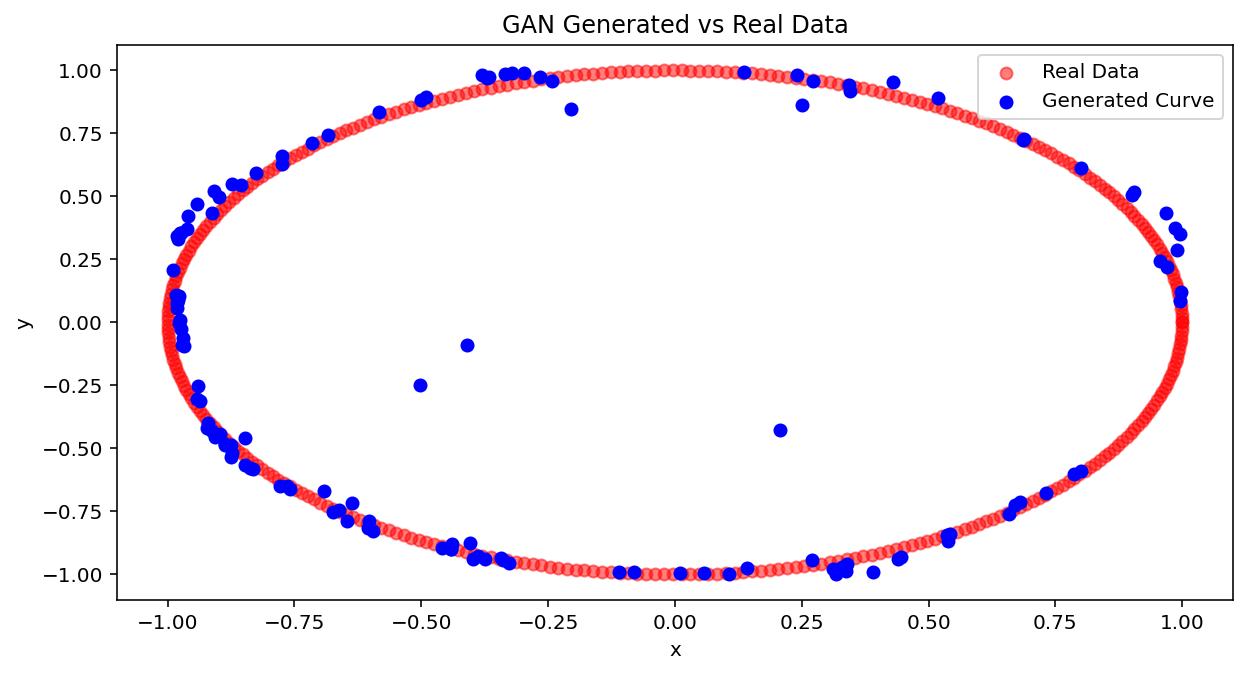 GAN Generated vs Real Data
Real Data
Generated Curve
1.00
0.75
0.50
0.25
0.00
−0.25
−0.50
−0.75
−1.00
y
−1.00 −0.75 −0.50 −0.25 0.00 0.25 0.50 0.75 1.00
x